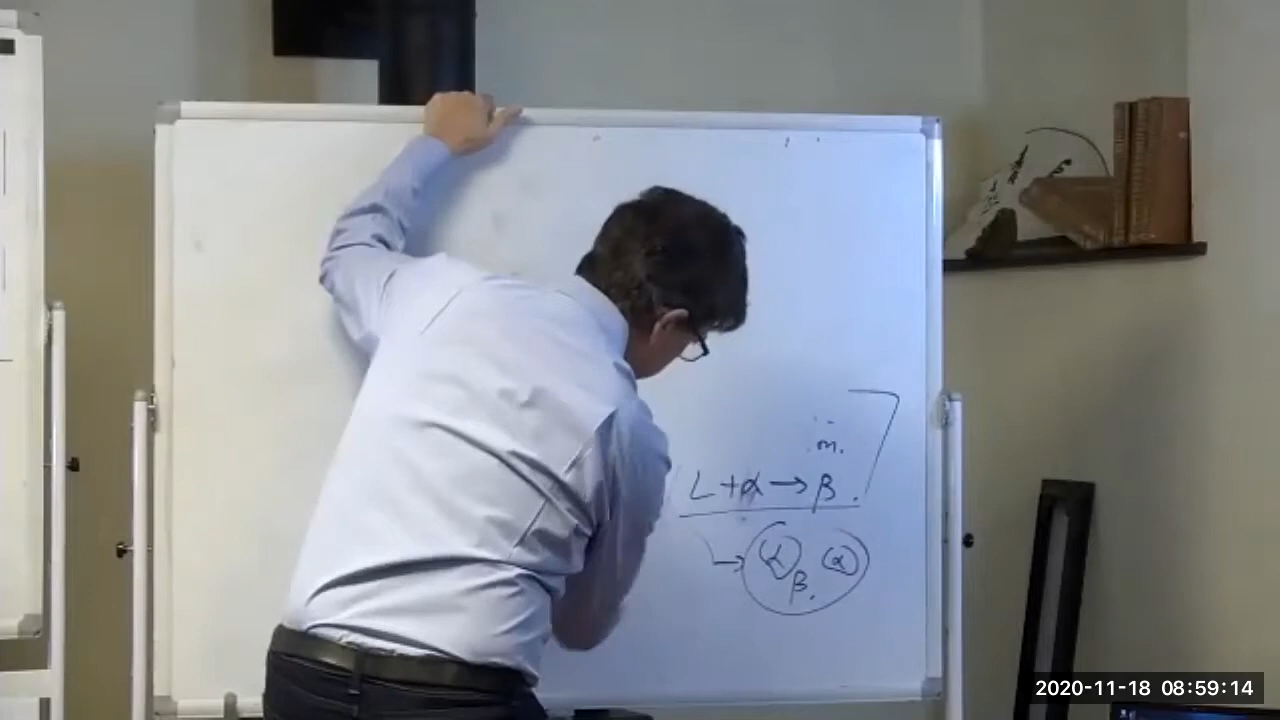 m.
L + α → β.
→ α α
β.
2020-11-18 08:59:14